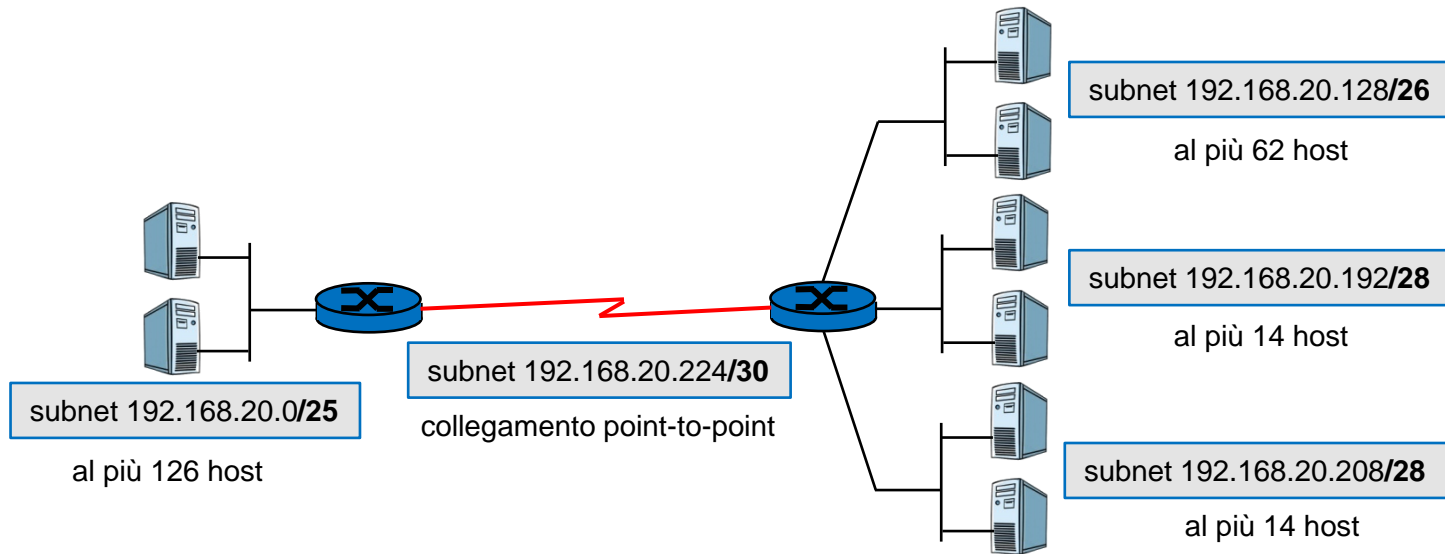 subnet 192.168.20.128/26
al più 62 host
subnet 192.168.20.192/28
al più 14 host
subnet 192.168.20.224/30
collegamento point-to-point
subnet 192.168.20.0/25
al più 126 host
subnet 192.168.20.208/28
al più 14 host